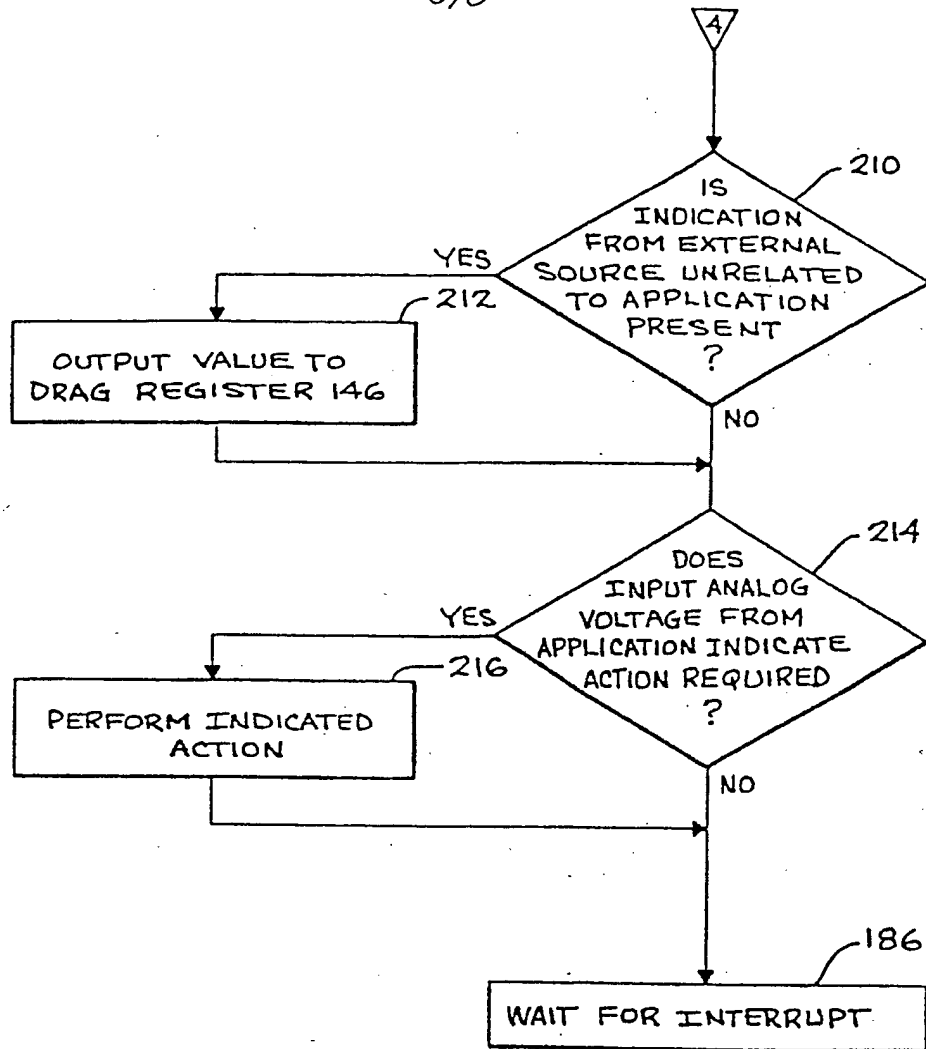 4
210
IS
INDICATION
FROM EXTERNAL
SOURCE UNRELATED
TO APPLICATION
PRESENT
?
YES
212
OUTPUT VALUE TO
DRAG REGISTER 146
NO
214
DOES
INPUT ANALOG
VOLTAGE FROM
APPLICATION INDICATE
ACTION REQUIRED
?
YES
216
PERFORM INDICATED
ACTION
NO
186
WAIT FOR INTERRUPT